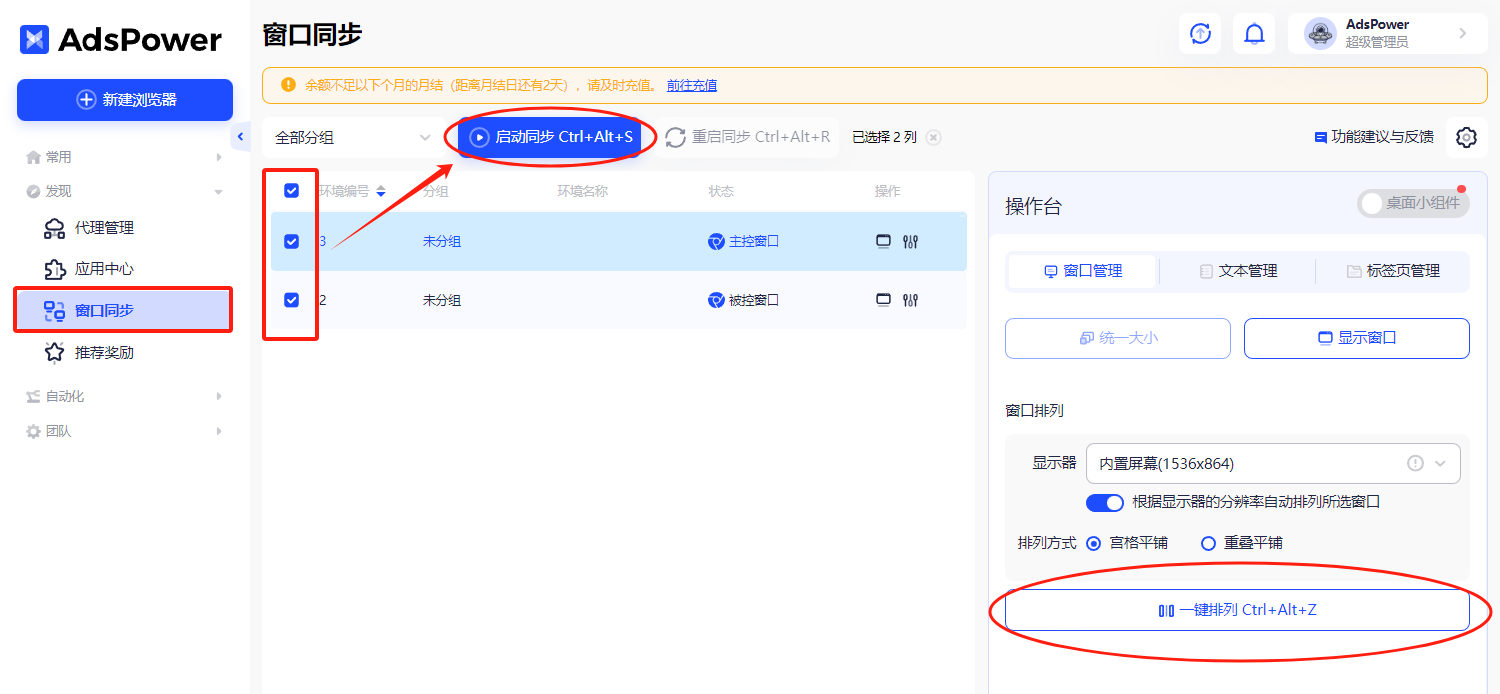 AdsPower
新建浏览器
常用
发现
代理管理
应用中心
窗口同步
推荐奖励
自动化
团队
窗口同步
AdsPower
超级管理员
余额不足以下个月的月结（距离月结日还有2天），请及时充值。 前往充值
全部分组
启动同步 Ctrl+Alt+S
重启同步 Ctrl+Alt+R
已选择 2 列
功能建议与反馈
环境编号 分组 环境名称 状态 操作
3 未分组 主控窗口
2 未分组 被控窗口
操作台
桌面小组件
窗口管理 文本管理 标签页管理
统一大小 显示窗口
窗口排列
显示器 内置屏幕(1536x864)
根据显示器的分辨率自动排列所选窗口
排列方式 宫格平铺 重叠平铺
一键排列 Ctrl+Alt+Z